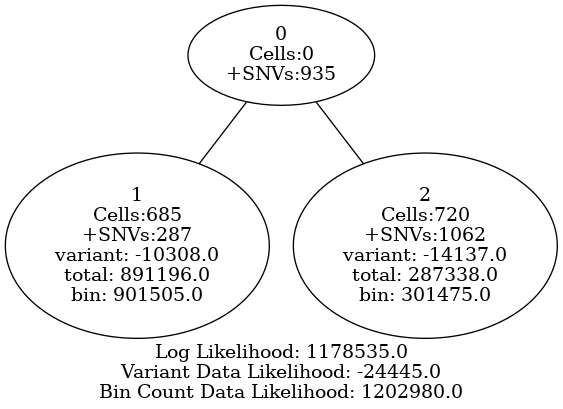 0
Cells:0
+SNVs:935
1
Cells:685
+SNVs:287
variant: -10308.0
total: 891196.0
bin: 901505.0
2
Cells:720
+SNVs:1062
variant: -14137.0
total: 287338.0
bin: 301475.0
Log Likelihood: 1178535.0
Variant Data Likelihood: -24445.0
Bin Count Data Likelihood: 1202980.0